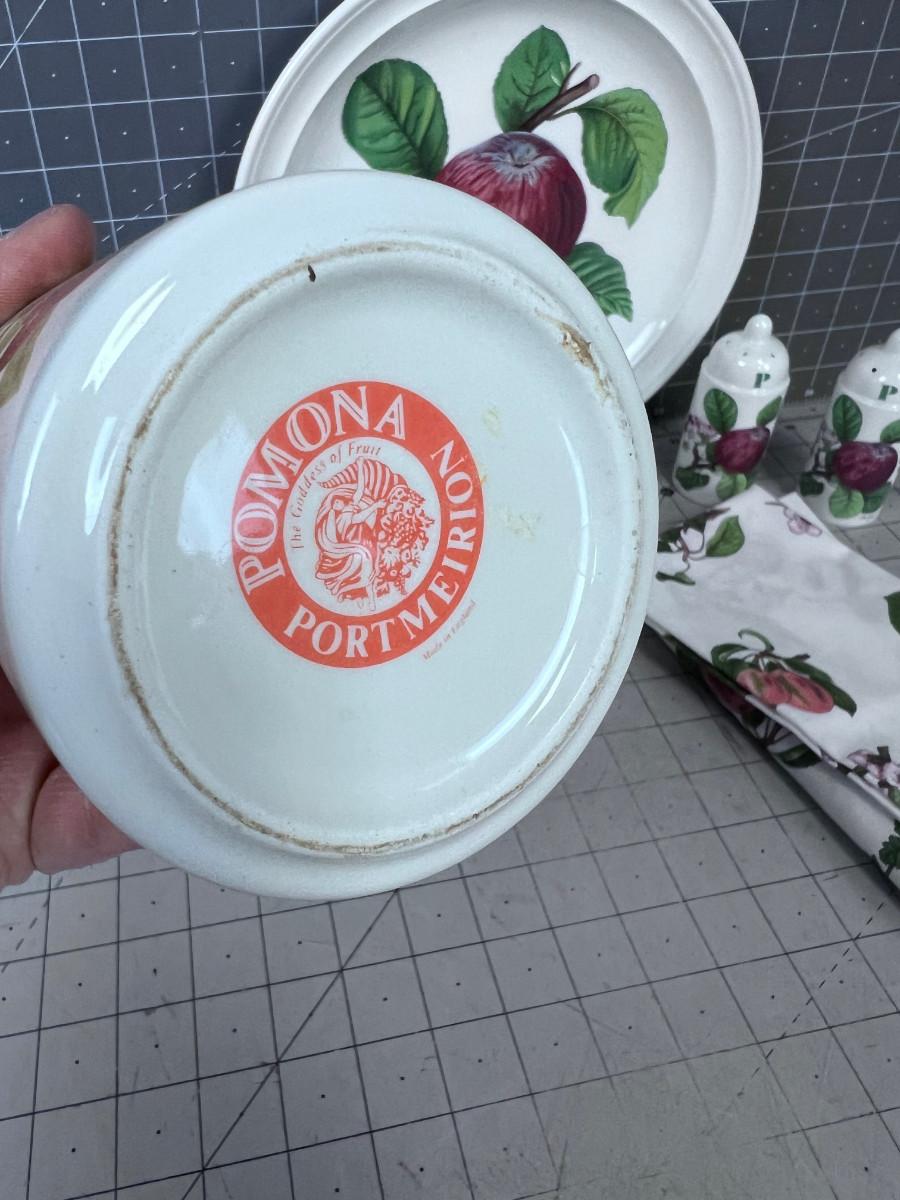 POMONA
The Goddess of Fruit
PORTMEIRION
Made in England
P
P